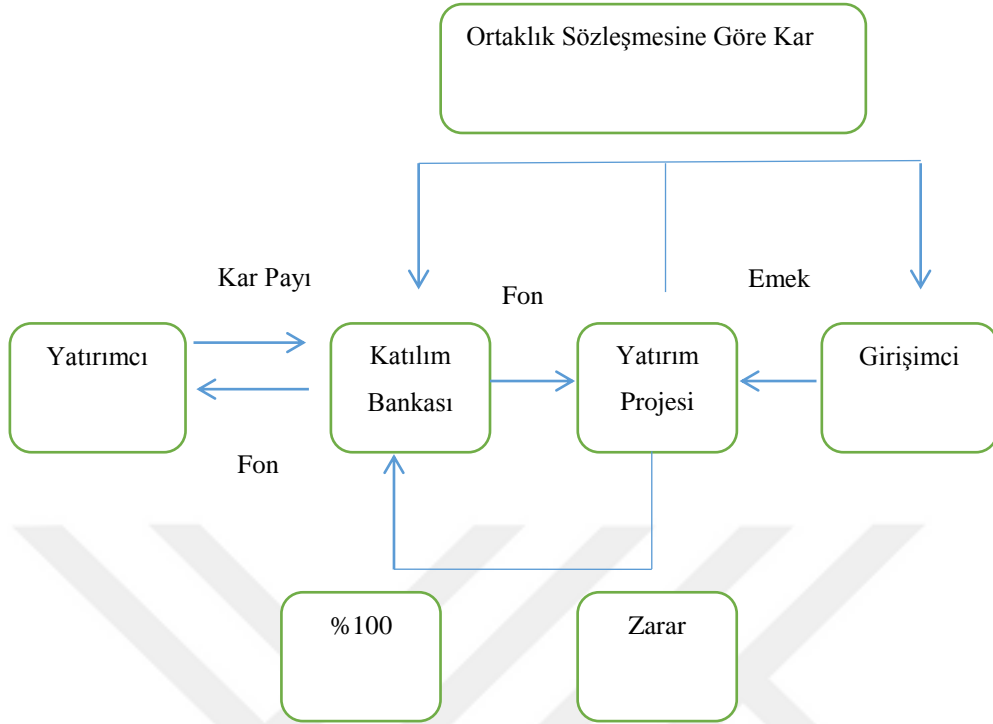 Ortaklık Sözleşmesine Göre Kar
Kar Payı
Fon
Emek
Yatırımcı
Katılım
Bankası
Yatırım
Projesi
Girişimci
Fon
%100
Zarar